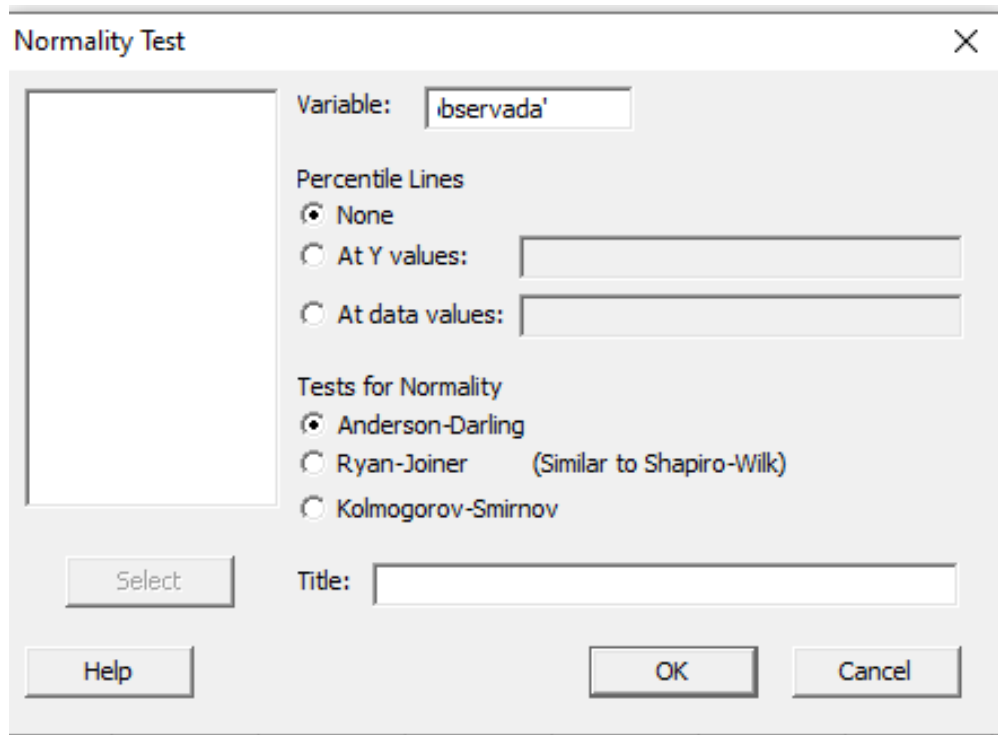 Normality Test
Variable:
bservada'
Percentile Lines
None
At Y values:
At data values:
Tests for Normality
Anderson-Darling
Ryan-Joiner (Similar to Shapiro-Wilk)
Kolmogorov-Smirnov
Select
Title:
Help
OK
Cancel